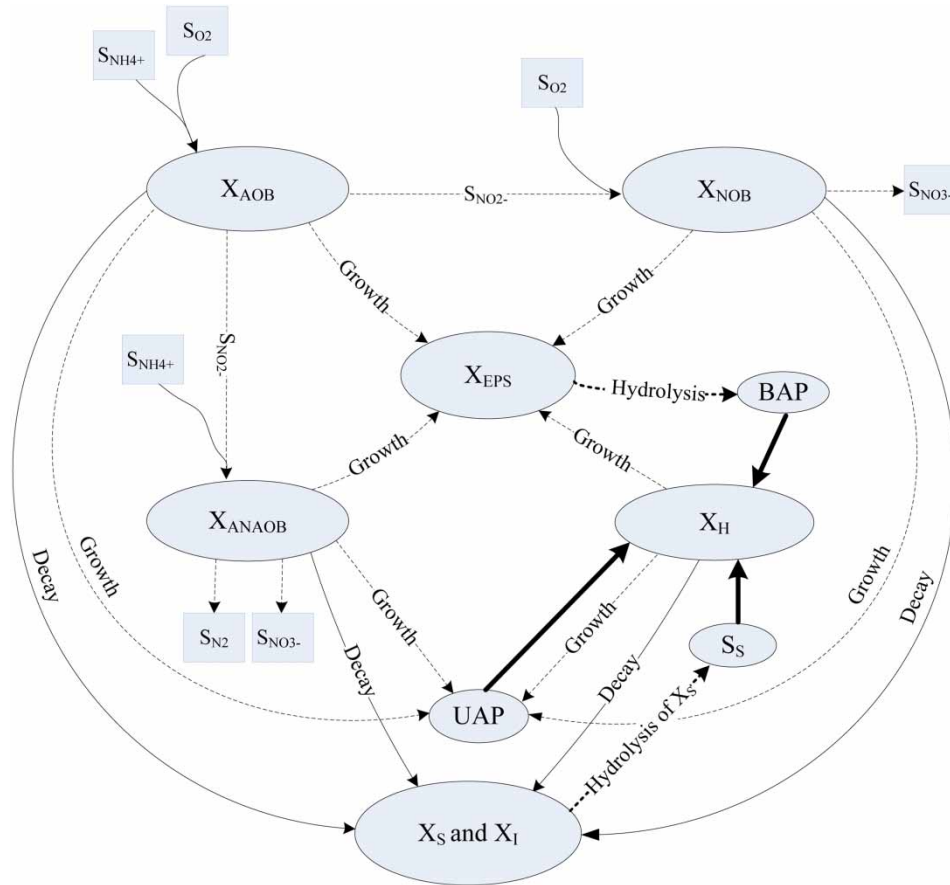 S_O2
S_NH4+
S_O2
X_AOB
S_NO2-
X_NOB
S_NO3-
Growth
Growth
S_NO2-
S_NH4+
X_EPS
Hydrolysis
BAP
Growth
Growth
X_ANAOB
X_H
Decay
Growth
Growth
Decay
S_N2
S_NO3-
Growth
Growth
S_S
Decay
Decay
UAP
Hydrolysis of X_S
X_S and X_I